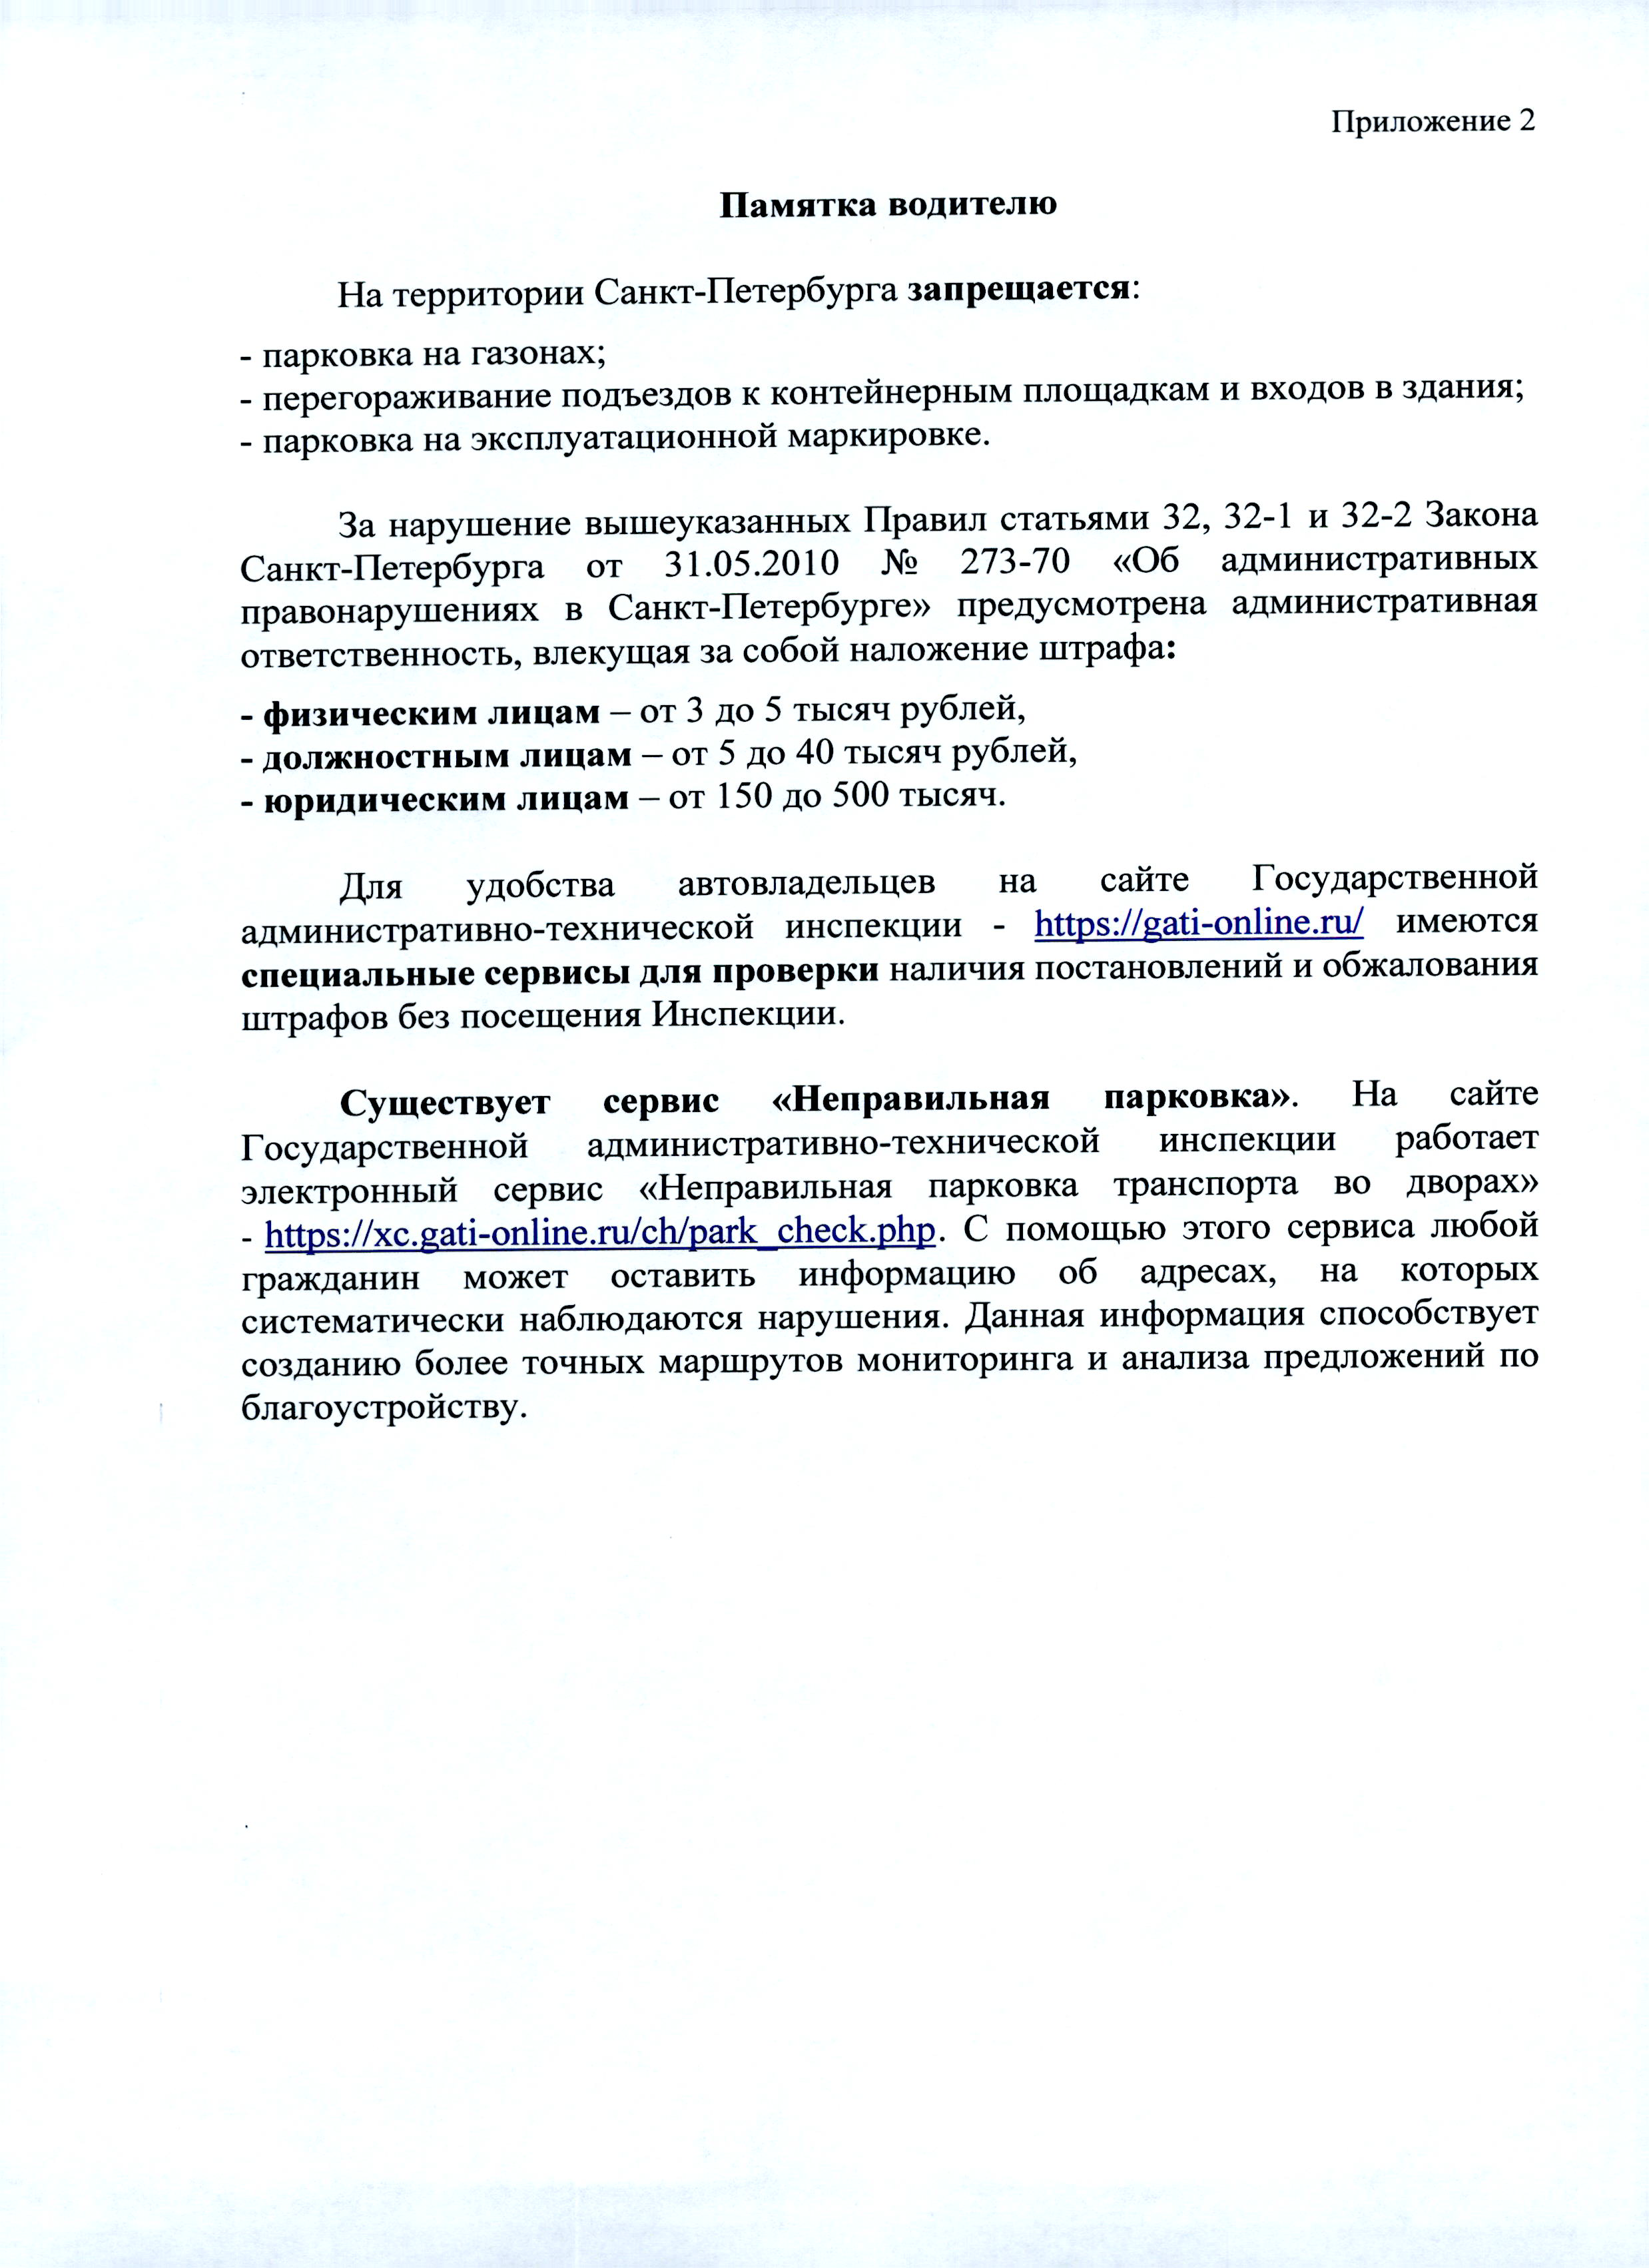 Приложение 2
Памятка водителю
На территории Санкт-Петербурга запрещается:
- парковка на газонах;
- перегораживание подъездов к контейнерным площадкам и входов в здания;
- парковка на эксплуатационной маркировке.
За нарушение вышеуказанных Правил статьями 32, 32-1 и 32-2 Закона
Санкт-Петербурга от 31.05.2010 № 273-70 «Об административных
правонарушениях в Санкт-Петербурге» предусмотрена административная
ответственность, влекущая за собой наложение штрафа:
- физическим лицам – от 3 до 5 тысяч рублей,
- должностным лицам – от 5 до 40 тысяч рублей,
- юридическим лицам – от 150 до 500 тысяч.
Для удобства автовладельцев на сайте Государственной
административно-технической инспекции - https://gati-online.ru/ имеются
специальные сервисы для проверки наличия постановлений и обжалования
штрафов без посещения Инспекции.
Существует сервис «Неправильная парковка». На сайте
Государственной административно-технической инспекции работает
электронный сервис «Неправильная парковка транспорта во дворах»
- https://xc.gati-online.ru/ch/park_check.php. С помощью этого сервиса любой
гражданин может оставить информацию об адресах, на которых
систематически наблюдаются нарушения. Данная информация способствует
созданию более точных маршрутов мониторинга и анализа предложений по
благоустройству.